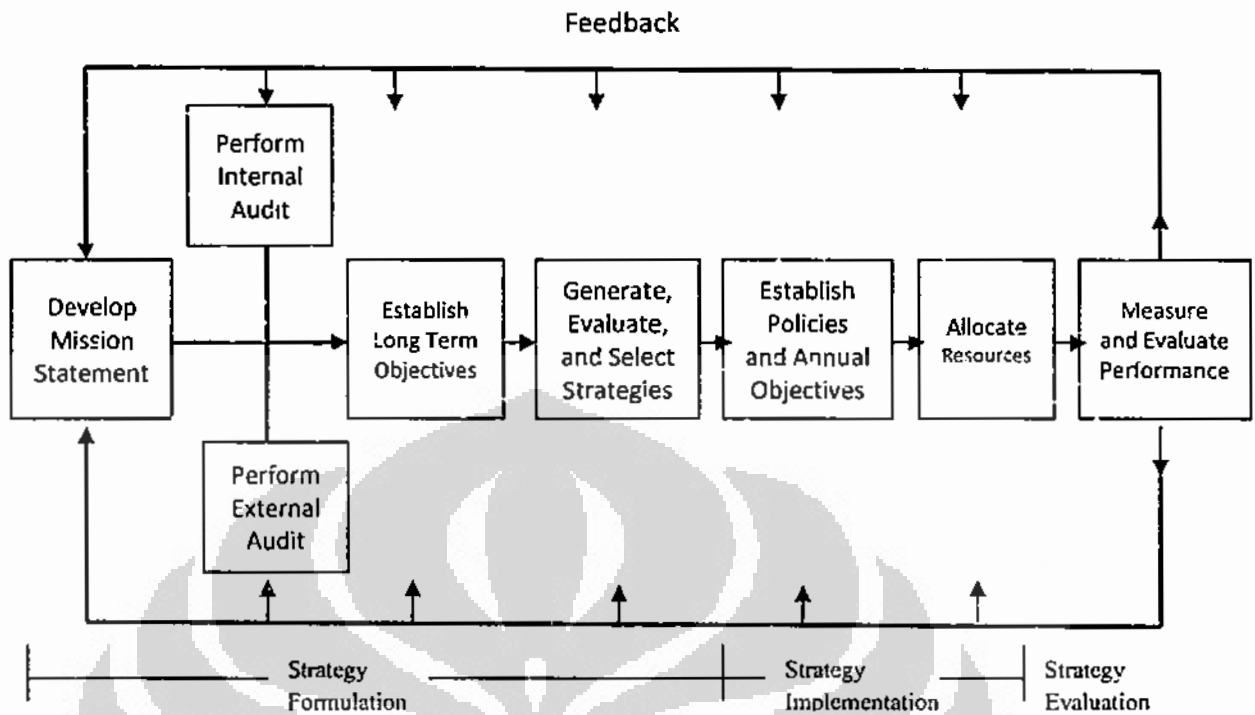 Feedback
Perform
Internal
Audit
Develop
Mission
Statement
Establish
Long Term
Objectives
Generate,
Evaluate,
and Select
Strategies
Establish
Policies
and Annual
Objectives
Allocate
Resources
Measure
and Evaluate
Performance
Perform
External
Audit
Strategy
Formulation
Strategy
Implementation
Strategy
Evaluation